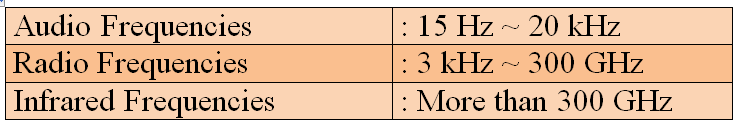 Audio Frequencies : 15 Hz ~ 20 kHz
Radio Frequencies : 3 kHz ~ 300 GHz
Infrared Frequencies : More than 300 GHz